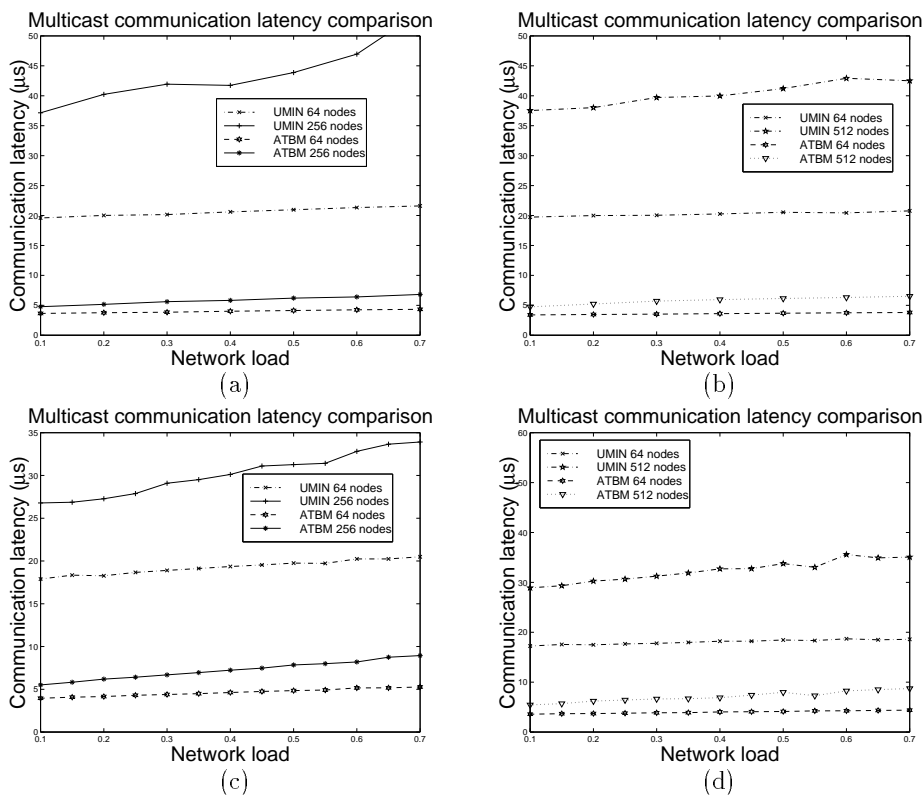 Multicast communication latency comparison
Communication latency (µs)
50
45
40
35
30
25
20
15
10
5
0
UMIN 64 nodes
UMIN 256 nodes
ATBM 64 nodes
ATBM 256 nodes
0.1 0.2 0.3 0.4 0.5 0.6 0.7
Network load
(a)
Multicast communication latency comparison
Communication latency (µs)
50
45
40
35
30
25
20
15
10
5
0
UMIN 64 nodes
UMIN 512 nodes
ATBM 64 nodes
ATBM 512 nodes
0.1 0.2 0.3 0.4 0.5 0.6 0.7
Network load
(b)
Multicast communication latency comparison
Communication latency (µs)
35
30
25
20
15
10
5
0
UMIN 64 nodes
UMIN 256 nodes
ATBM 64 nodes
ATBM 256 nodes
0.1 0.2 0.3 0.4 0.5 0.6 0.7
Network load
(c)
Multicast communication latency comparison
Communication latency (µs)
60
50
40
30
20
10
0
UMIN 64 nodes
UMIN 512 nodes
ATBM 64 nodes
ATBM 512 nodes
0.1 0.2 0.3 0.4 0.5 0.6 0.7
Network load
(d)